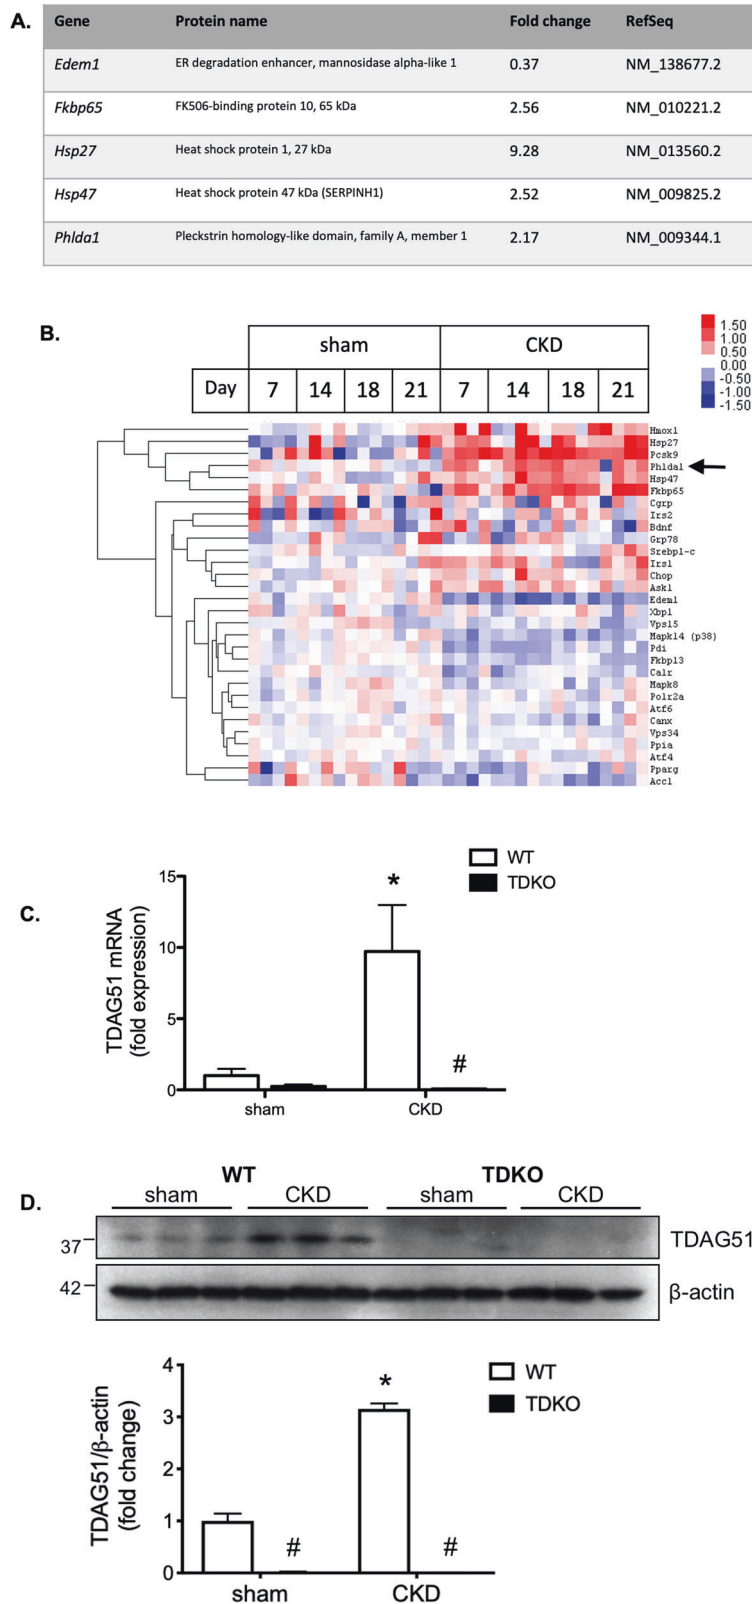 A.
Gene Protein name Fold change RefSeq
Edem1 ER degradation enhancer, mannosidase alpha-like 1 0.37 NM_138677.2
Fkbp65 FK506-binding protein 10, 65 kDa 2.56 NM_010221.2
Hsp27 Heat shock protein 1, 27 kDa 9.28 NM_013560.2
Hsp47 Heat shock protein 47 kDa (SERPINH1) 2.52 NM_009825.2
Phlda1 Pleckstrin homology-like domain, family A, member 1 2.17 NM_009344.1
B.
sham CKD
Day 7 14 18 21 7 14 18 21
1.50
1.00
0.50
0.00
-0.50
-1.00
-1.50
Hmox1
Hsp27
Pcsk9
Phlda1
Hsp47
Fkbp65
Cgrp
Irs2
Bdnf
Grp78
Srebp1-c
Irs1
Chop
Ask1
Edem1
Xbp1
Vps15
Mapk14 (p38)
Pdi
Fkbp13
Calr
Mapk8
Polr2a
Atf6
Canx
Vps34
Ppia
Atf4
Pparg
Acc1
C.
WT
TDKO
TDAG51 mRNA
(fold expression)
15
10
5
0
*
#
sham CKD
D.
WT TDKO
sham CKD sham CKD
37 TDAG51
42 β-actin
WT
TDKO
TDAG51/β-actin
(fold change)
4
3
2
1
0
*
# #
sham CKD